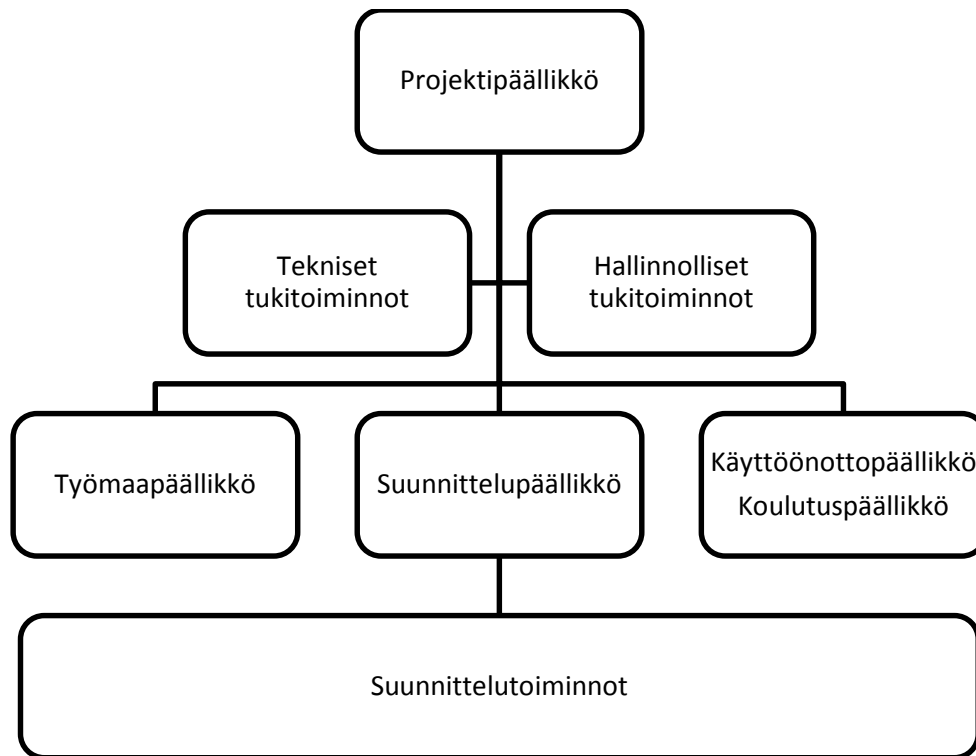 Projektipäällikkö
Tekniset
tukitoiminnot
Hallinnolliset
tukitoiminnot
Työmaapäällikkö
Suunnittelupäällikkö
Käyttöönottopäällikkö
Koulutuspäällikkö
Suunnittelutoiminnot